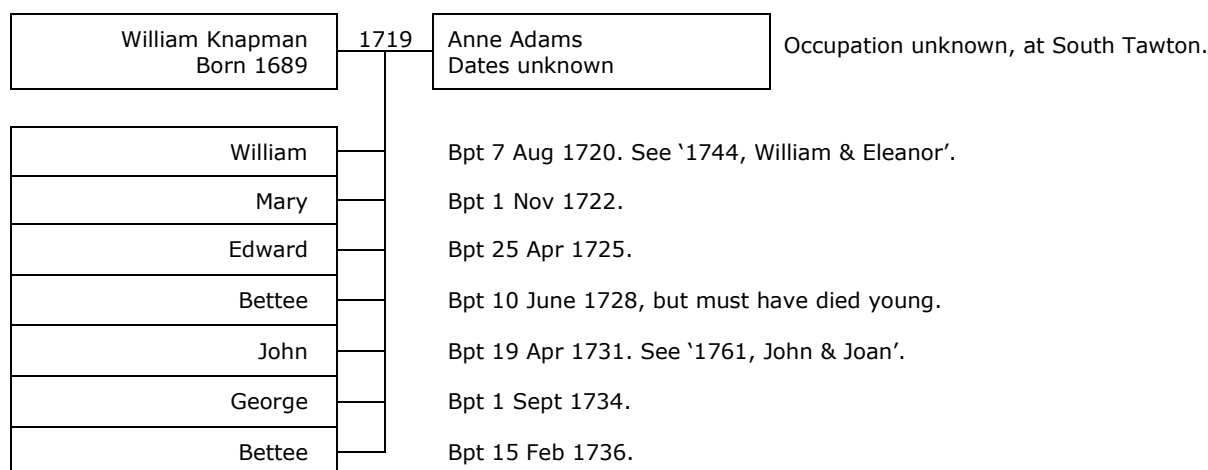 William Knapman 1719 Anne Adams Occupation unknown, at South Tawton.
Born 1689 Dates unknown
William Bpt 7 Aug 1720. See ‘1744, William & Eleanor’.
Mary Bpt 1 Nov 1722.
Edward Bpt 25 Apr 1725.
Bettee Bpt 10 June 1728, but must have died young.
John Bpt 19 Apr 1731. See ‘1761, John & Joan’.
George Bpt 1 Sept 1734.
Bettee Bpt 15 Feb 1736.